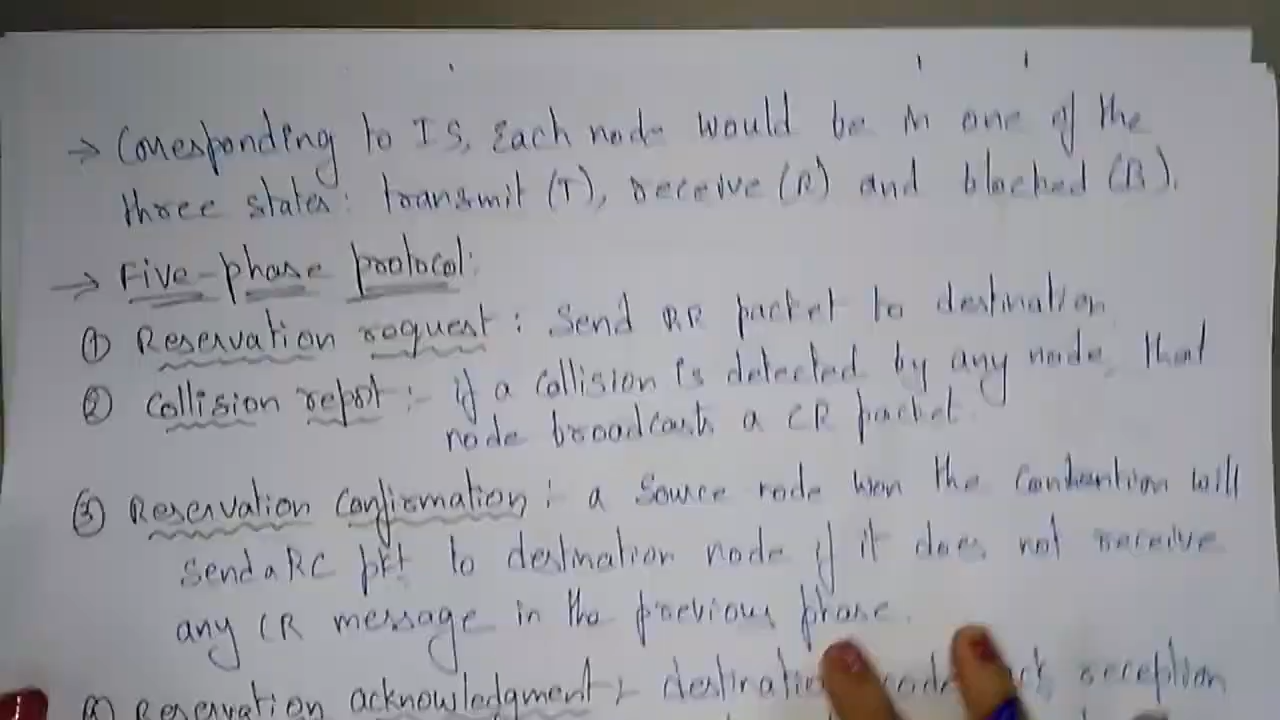 → Corresponding to IS, Each node would be in one of the
three states: transmit (T), receive (R) and blocked (B).
→ Five-phase protocol:
① Reservation request : Send RR packet to destination
② Collision report :- if a collision is detected by any node, that
node broadcasts a CR packet.
③ Reservation Confirmation :- a source node won the contention will
send a RC pkt to destination node if it does not receive
any CR message in the previous phase.
Reservation acknowledgment :- destination node reception